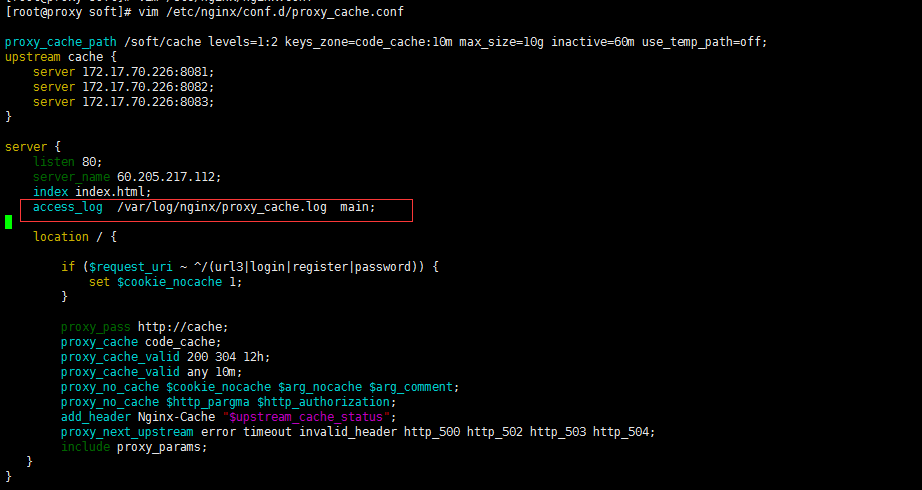 [root@proxy soft]# vim /etc/nginx/conf.d/proxy_cache.conf
proxy_cache_path /soft/cache levels=1:2 keys_zone=code_cache:10m max_size=10g inactive=60m use_temp_path=off;
upstream cache {
server 172.17.70.226:8081;
server 172.17.70.226:8082;
server 172.17.70.226:8083;
}
server {
listen 80;
server_name 60.205.217.112;
index index.html;
access_log /var/log/nginx/proxy_cache.log main;
location / {
if ($request_uri ~ ^/(url3|login|register|password)) {
set $cookie_nocache 1;
}
proxy_pass http://cache;
proxy_cache code_cache;
proxy_cache_valid 200 304 12h;
proxy_cache_valid any 10m;
proxy_no_cache $cookie_nocache $arg_nocache $arg_comment;
proxy_no_cache $http_pargma $http_authorization;
add_header Nginx-Cache "$upstream_cache_status";
proxy_next_upstream error timeout invalid_header http_500 http_502 http_503 http_504;
include proxy_params;
}
}